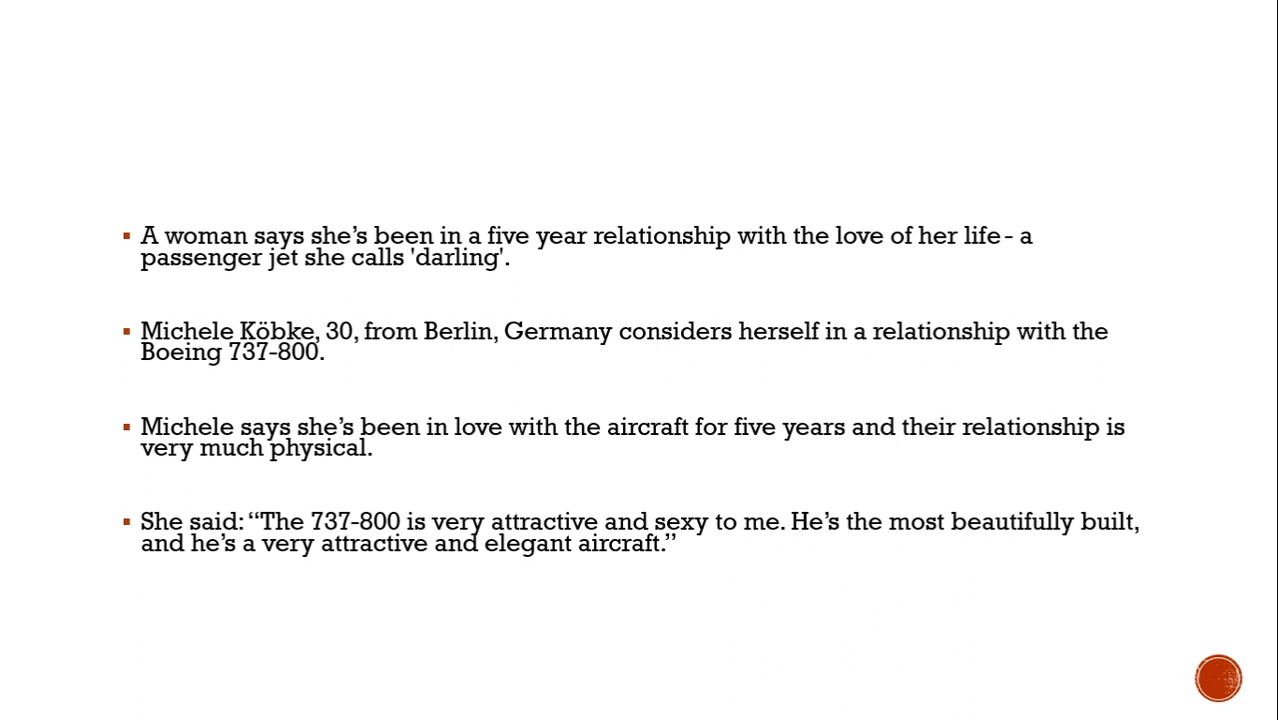 A woman says she’s been in a five year relationship with the love of her life - a
passenger jet she calls 'darling'.
Michele Köbke, 30, from Berlin, Germany considers herself in a relationship with the
Boeing 737-800.
Michele says she’s been in love with the aircraft for five years and their relationship is
very much physical.
She said: “The 737-800 is very attractive and sexy to me. He’s the most beautifully built,
and he’s a very attractive and elegant aircraft.”